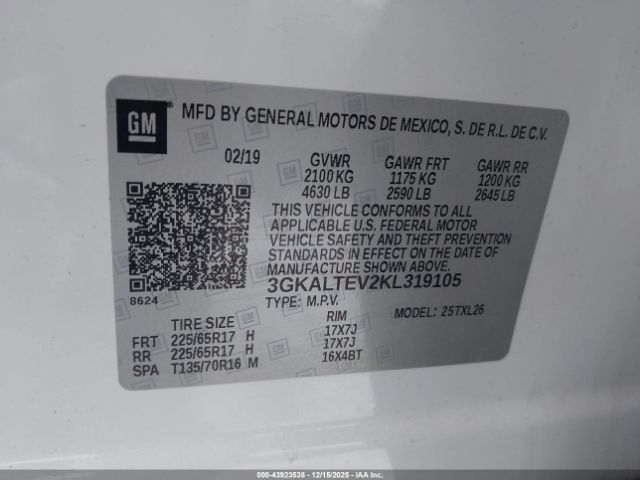 GM ® MFD BY GENERAL MOTORS DE MEXICO, S. DE R.L. DE C.V.
02/19 GVWR GAWR FRT GAWR RR
2100 KG 1175 KG 1200 KG
4630 LB 2590 LB 2645 LB
THIS VEHICLE CONFORMS TO ALL
APPLICABLE U.S. FEDERAL MOTOR
VEHICLE SAFETY AND THEFT PREVENTION
STANDARDS IN EFFECT ON THE DATE OF
MANUFACTURE SHOWN ABOVE.
8624 3GKALTEV2KL319105
TYPE: M.P.V. MODEL: 25TXL26
TIRE SIZE RIM
FRT 225/65R17 H 17X7J
RR 225/65R17 H 17X7J
SPA T135/70R16 M 16X4BT
000-43923538 - 12/15/2025 - IAAI Inc.